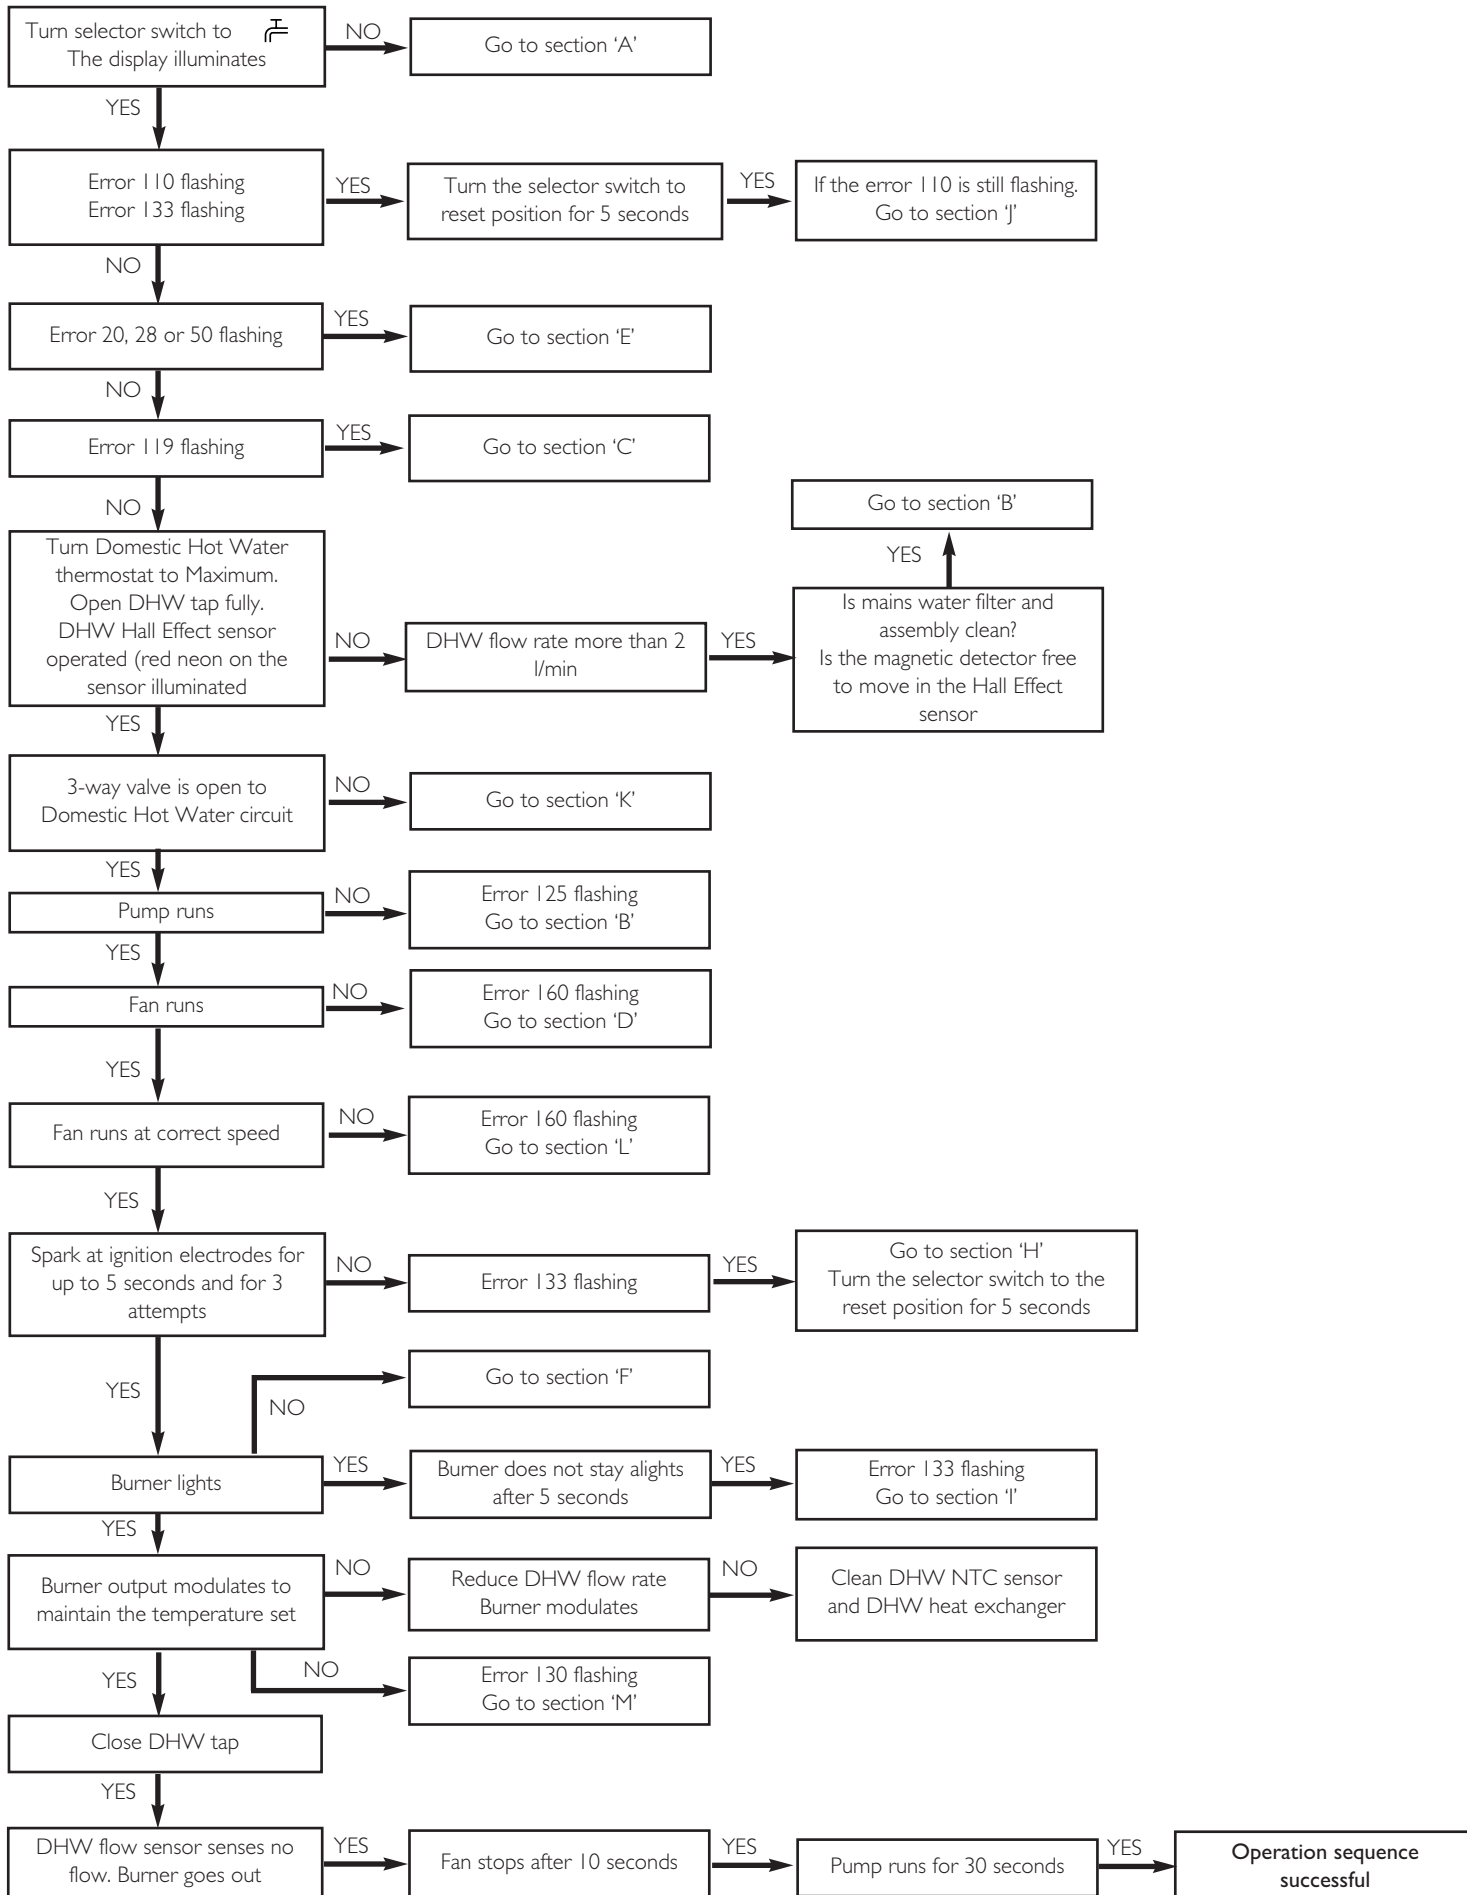 Turn selector switch to
The display illuminates
NO
Go to section ‘A’
YES
Error 110 flashing
Error 133 flashing
YES
Turn the selector switch to
reset position for 5 seconds
YES
If the error 110 is still flashing.
Go to section ‘J’
NO
Error 20, 28 or 50 flashing
YES
Go to section ‘E’
NO
Error 119 flashing
YES
Go to section ‘C’
NO
Turn Domestic Hot Water
thermostat to Maximum.
Open DHW tap fully.
DHW Hall Effect sensor
operated (red neon on the
sensor illuminated
NO
DHW flow rate more than 2
l/min
YES
Is mains water filter and
assembly clean?
Is the magnetic detector free
to move in the Hall Effect
sensor
YES
Go to section ‘B’
YES
3-way valve is open to
Domestic Hot Water circuit
NO
Go to section ‘K’
YES
Pump runs
NO
Error 125 flashing
Go to section ‘B’
YES
Fan runs
NO
Error 160 flashing
Go to section ‘D’
YES
Fan runs at correct speed
NO
Error 160 flashing
Go to section ‘L’
YES
Spark at ignition electrodes for
up to 5 seconds and for 3
attempts
NO
Error 133 flashing
YES
Go to section ‘H’
Turn the selector switch to the
reset position for 5 seconds
YES
NO
Go to section ‘F’
Burner lights
YES
Burner does not stay alights
after 5 seconds
YES
Error 133 flashing
Go to section ‘I’
YES
Burner output modulates to
maintain the temperature set
NO
Reduce DHW flow rate
Burner modulates
NO
Clean DHW NTC sensor
and DHW heat exchanger
NO
Error 130 flashing
Go to section ‘M’
YES
Close DHW tap
YES
DHW flow sensor senses no
flow. Burner goes out
YES
Fan stops after 10 seconds
YES
Pump runs for 30 seconds
YES
Operation sequence
successful